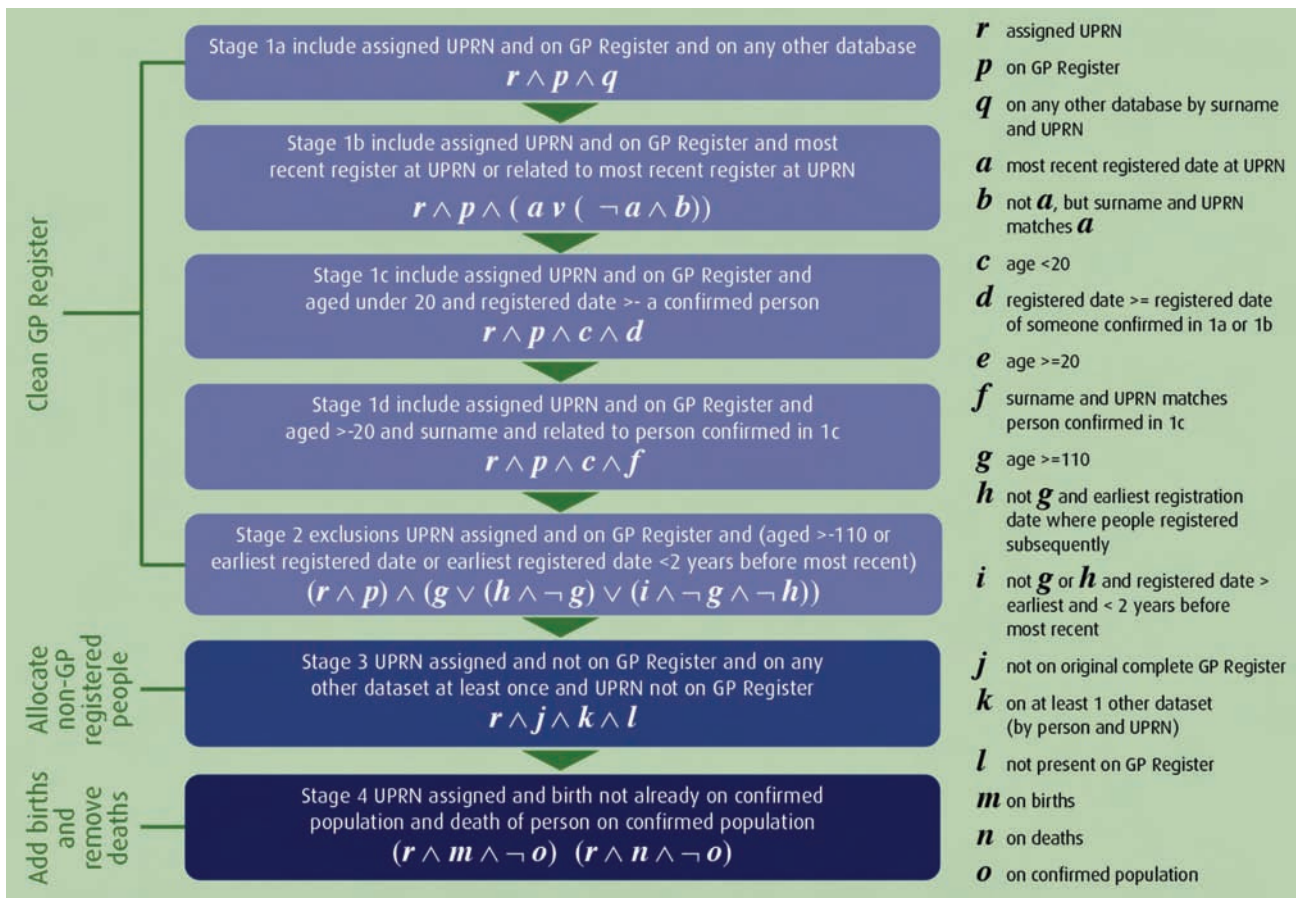 Clean GP Register
Stage 1a include assigned UPRN and on GP Register and on any other database
r ∧ p ∧ q
Stage 1b include assigned UPRN and on GP Register and most
recent register at UPRN or related to most recent register at UPRN
r ∧ p ∧ ( a v ( ¬ a ∧ b))
Stage 1c include assigned UPRN and on GP Register and
aged under 20 and registered date >- a confirmed person
r ∧ p ∧ c ∧ d
Stage 1d include assigned UPRN and on GP Register and
aged >-20 and surname and related to person confirmed in 1c
r ∧ p ∧ c ∧ f
Stage 2 exclusions UPRN assigned and on GP Register and (aged >-110 or
earliest registered date or earliest registered date <2 years before most recent)
(r ∧ p) ∧ (g ∨ (h ∧ ¬ g) ∨ (i ∧ ¬ g ∧ ¬ h))
Allocate
non-GP
registered
people
Stage 3 UPRN assigned and not on GP Register and on any
other dataset at least once and UPRN not on GP Register
r ∧ j ∧ k ∧ l
Add births
and
remove
deaths
Stage 4 UPRN assigned and birth not already on confirmed
population and death of person on confirmed population
(r ∧ m ∧ ¬ o) (r ∧ n ∧ ¬ o)
r assigned UPRN
p on GP Register
q on any other database by surname
and UPRN
a most recent registered date at UPRN
b not a, but surname and UPRN
matches a
c age <20
d registered date >= registered date
of someone confirmed in 1a or 1b
e age >=20
f surname and UPRN matches
person confirmed in 1c
g age >=110
h not g and earliest registration
date where people registered
subsequently
i not g or h and registered date >
earliest and < 2 years before
most recent
j not on original complete GP Register
k on at least 1 other dataset
(by person and UPRN)
l not present on GP Register
m on births
n on deaths
o on confirmed population